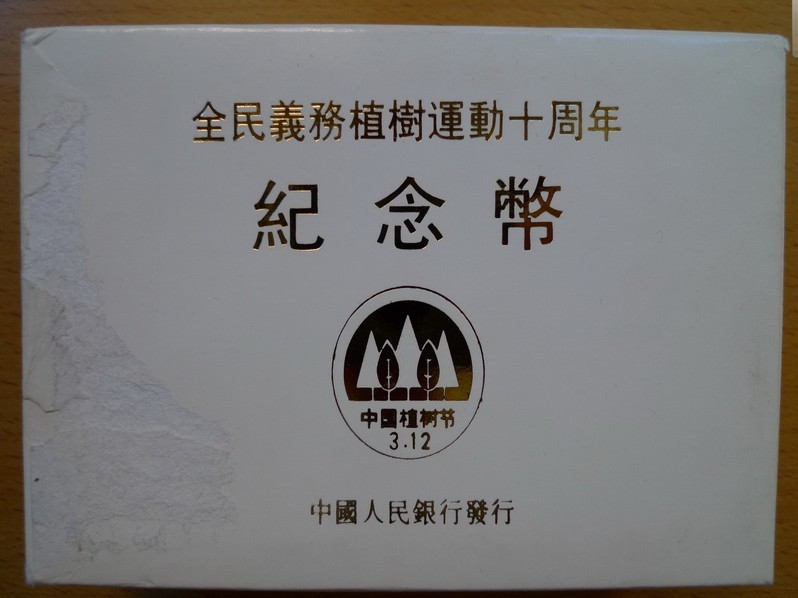 全民義務植樹運動十周年
紀念幣
中国植树节
3.12
中國人民銀行發行